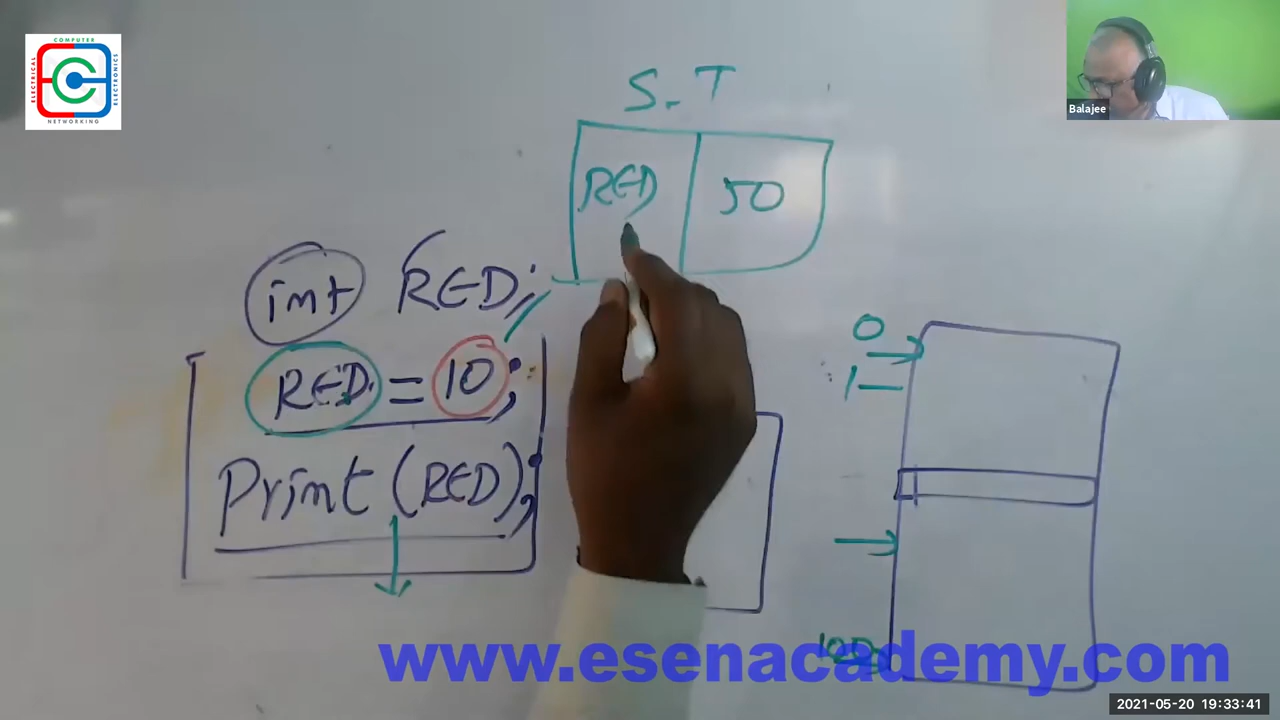 COMPUTER
ELECTRICAL
ELECTRONICS
NETWORKING
Balajee
S.T
RED 50
int RED;
RED = 10;
Print (RED);
0
1
www.esenacademy.com
2021-05-20 19:33:41